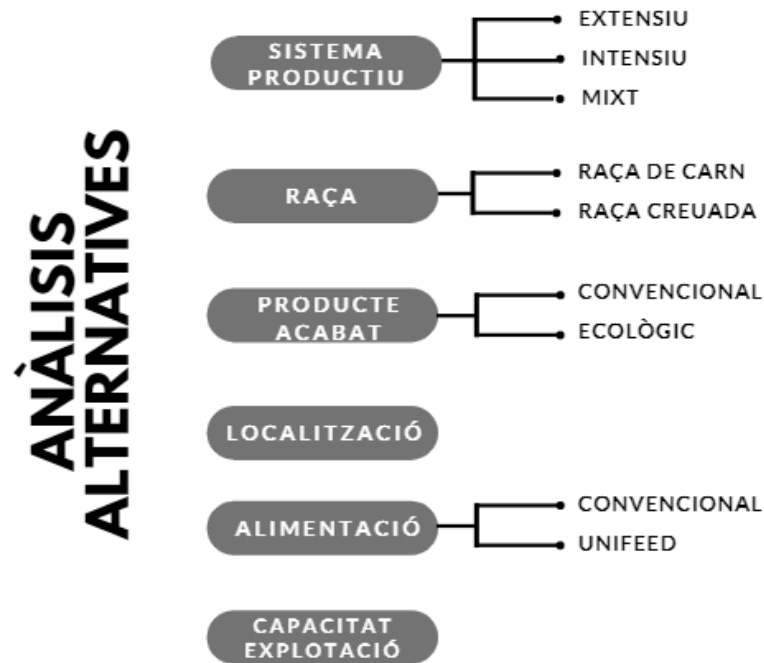 ANÀLISIS
ALTERNATIVES
SISTEMA
PRODUCTIU
EXTENSIU
INTENSIU
MIXT
RAÇA
RAÇA DE CARN
RAÇA CREUADA
PRODUCTE
ACABAT
CONVENCIONAL
ECOLÒGIC
LOCALITZACIÓ
ALIMENTACIÓ
CONVENCIONAL
UNIFEED
CAPACITAT
EXPLOTACIÓ